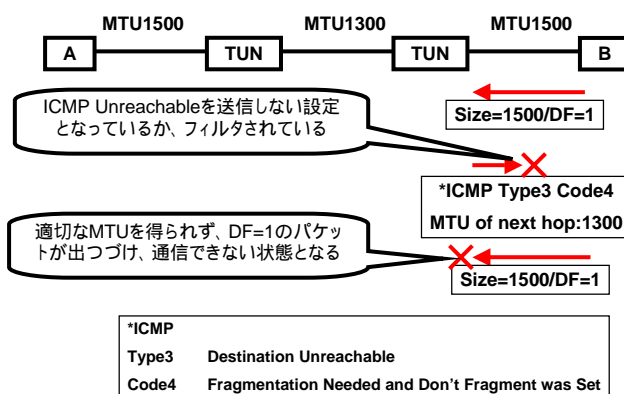 MTU1500 MTU1300 MTU1500
A TUN TUN B
ICMP Unreachableを送信しない設定
となっているか、フィルタされている
Size=1500/DF=1
*ICMP Type3 Code4
MTU of next hop:1300
適切なMTUを得られず、DF=1のパケッ
トが出つづけ、通信できない状態となる
Size=1500/DF=1
*ICMP
Type3 Destination Unreachable
Code4 Fragmentation Needed and Don't Fragment was Set